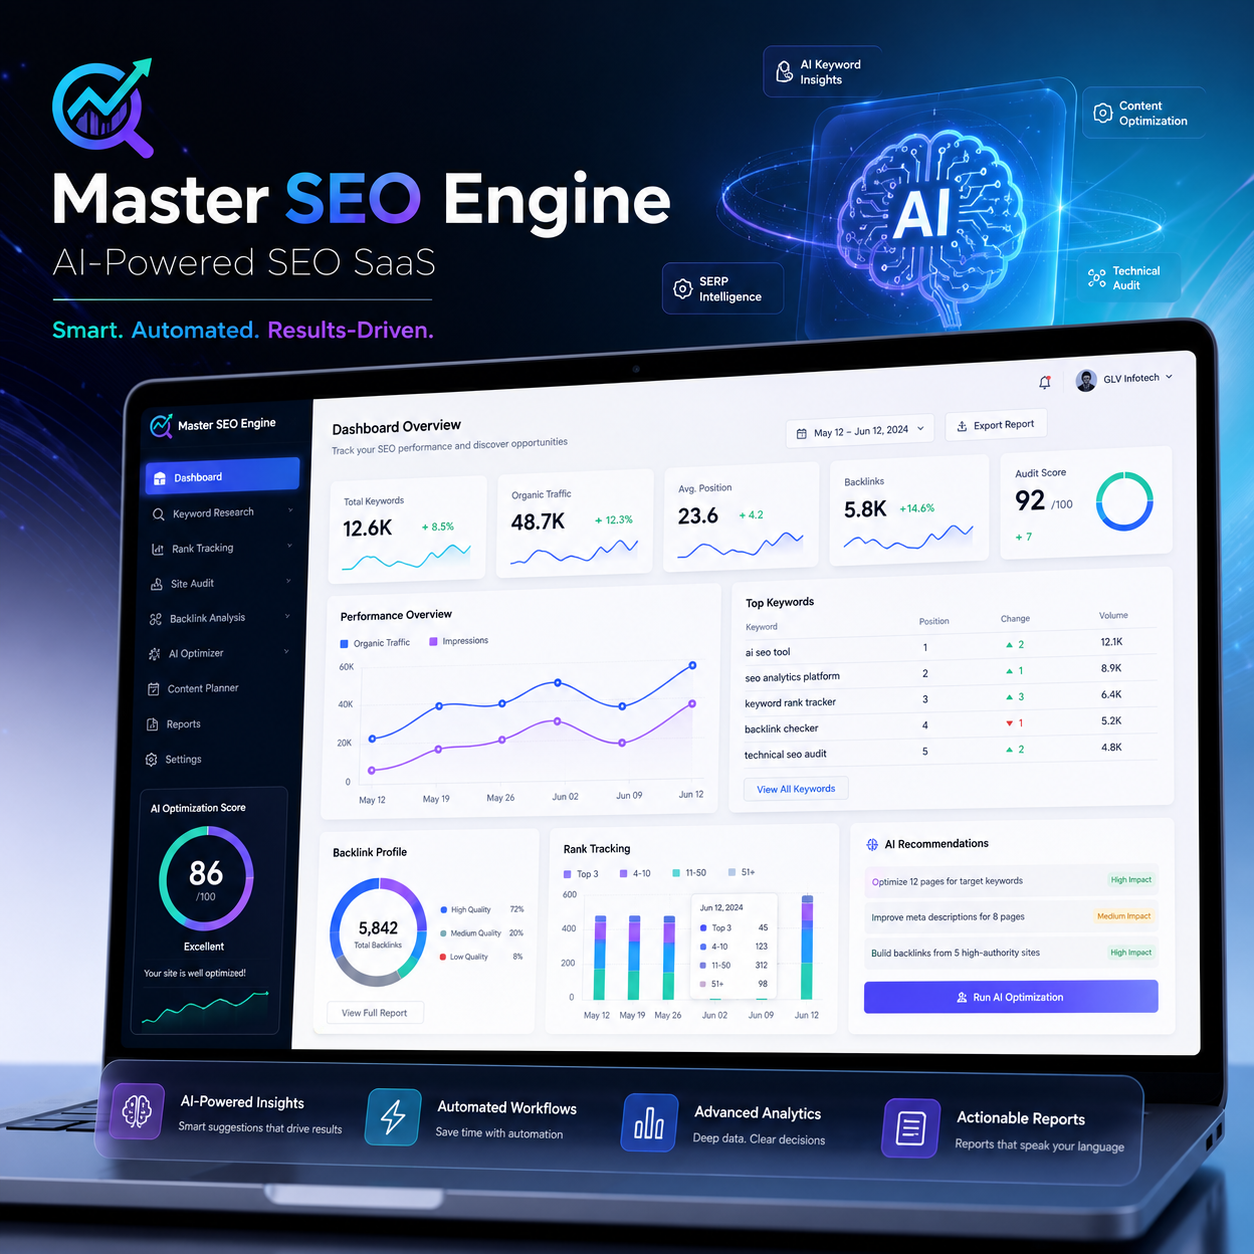 Master SEO Engine
AI-Powered SEO SaaS
Smart. Automated. Results-Driven.
AI Keyword
Insights
Content
Optimization
AI
SERP
Intelligence
Technical
Audit
Master SEO Engine
Dashboard
Keyword Research
Rank Tracking
Site Audit
Backlink Analysis
AI Optimizer
Content Planner
Reports
Settings
AI Optimization Score
86
/100
Excellent
Your site is well optimized!
GLV Infotech
Dashboard Overview
Track your SEO performance and discover opportunities
May 12 – Jun 12, 2024
Export Report
Total Keywords
12.6K + 8.5%
Organic Traffic
48.7K + 12.3%
Avg. Position
23.6 + 4.2
Backlinks
5.8K +14.6%
Audit Score
92 /100
+ 7
Performance Overview
Organic Traffic Impressions
60K
40K
20K
0
May 12 May 19 May 26 Jun 02 Jun 09 Jun 12
Top Keywords
Keyword Position Change Volume
ai seo tool 1 ▲ 2 12.1K
seo analytics platform 2 ▲ 1 8.9K
keyword rank tracker 3 ▲ 3 6.4K
backlink checker 4 ▼ 1 5.2K
technical seo audit 5 ▲ 2 4.8K
View All Keywords
Backlink Profile
5,842
Total Backlinks
High Quality 72%
Medium Quality 20%
Low Quality 8%
View Full Report
Rank Tracking
Top 3 4-10 11-50 51+
600
400
200
0
Jun 12, 2024
Top 3 45
4-10 123
11-50 312
51+ 98
May 12 May 19 May 26 Jun 02 Jun 09 Jun 12
AI Recommendations
Optimize 12 pages for target keywords High Impact
Improve meta descriptions for 8 pages Medium Impact
Bulid backlinks from 5 high-authority sites High Impact
Run AI Optimization
AI-Powered Insights
Smart suggestions that drive results
Automated Workflows
Save time with automation
Advanced Analytics
Deep data. Clear decisions
Actionable Reports
Reports that speak your language